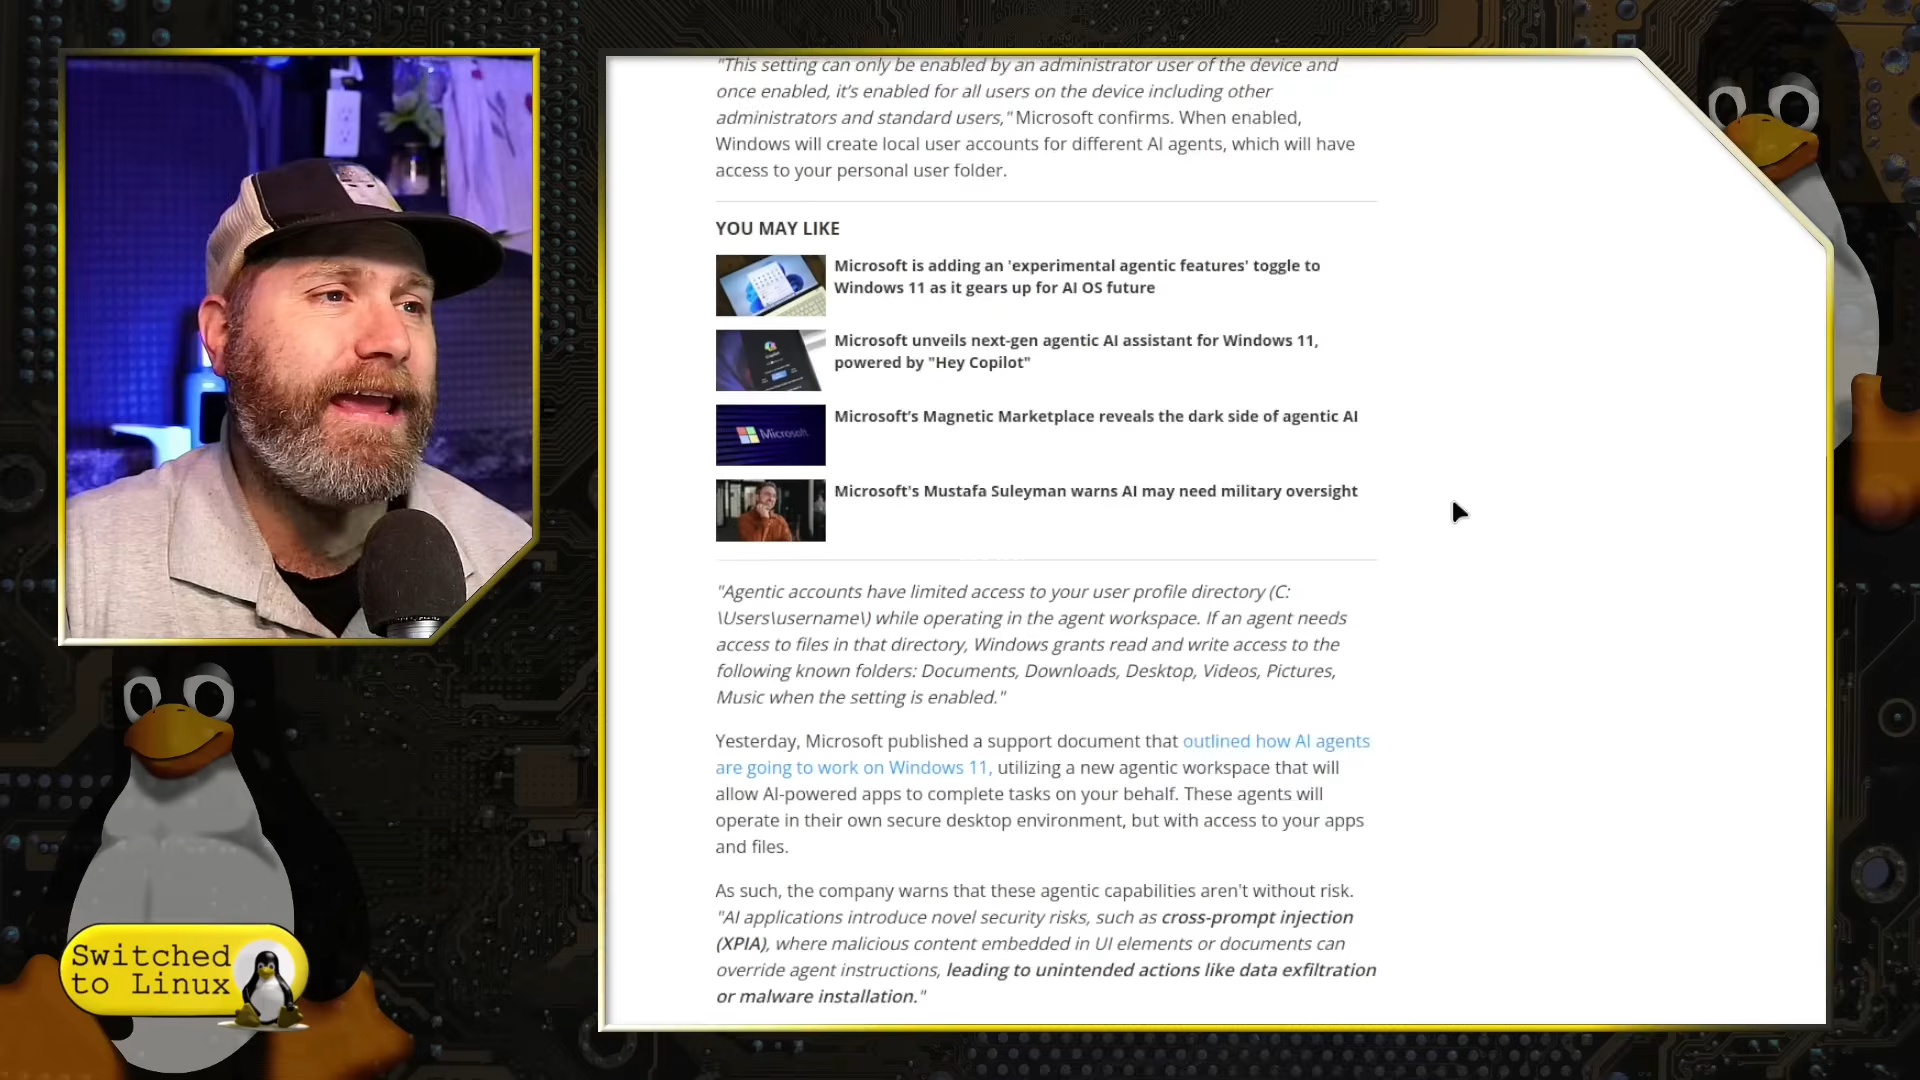 "This setting can only be enabled by an administrator user of the device and
once enabled, it's enabled for all users on the device including other
administrators and standard users," Microsoft confirms. When enabled,
Windows will create local user accounts for different AI agents, which will have
access to your personal user folder.
YOU MAY LIKE
Microsoft is adding an 'experimental agentic features' toggle to
Windows 11 as it gears up for AI OS future
Microsoft unveils next-gen agentic AI assistant for Windows 11,
powered by "Hey Copilot"
Microsoft
Microsoft's Magnetic Marketplace reveals the dark side of agentic AI
Microsoft's Mustafa Suleyman warns AI may need military oversight
"Agentic accounts have limited access to your user profile directory (C:
\Users\username\) while operating in the agent workspace. If an agent needs
access to files in that directory, Windows grants read and write access to the
following known folders: Documents, Downloads, Desktop, Videos, Pictures,
Music when the setting is enabled."
Yesterday, Microsoft published a support document that outlined how AI agents
are going to work on Windows 11, utilizing a new agentic workspace that will
allow AI-powered apps to complete tasks on your behalf. These agents will
operate in their own secure desktop environment, but with access to your apps
and files.
As such, the company warns that these agentic capabilities aren't without risk.
"AI applications introduce novel security risks, such as cross-prompt injection
(XPIA), where malicious content embedded in UI elements or documents can
override agent instructions, leading to unintended actions like data exfiltration
or malware installation."
Switched
to Linux